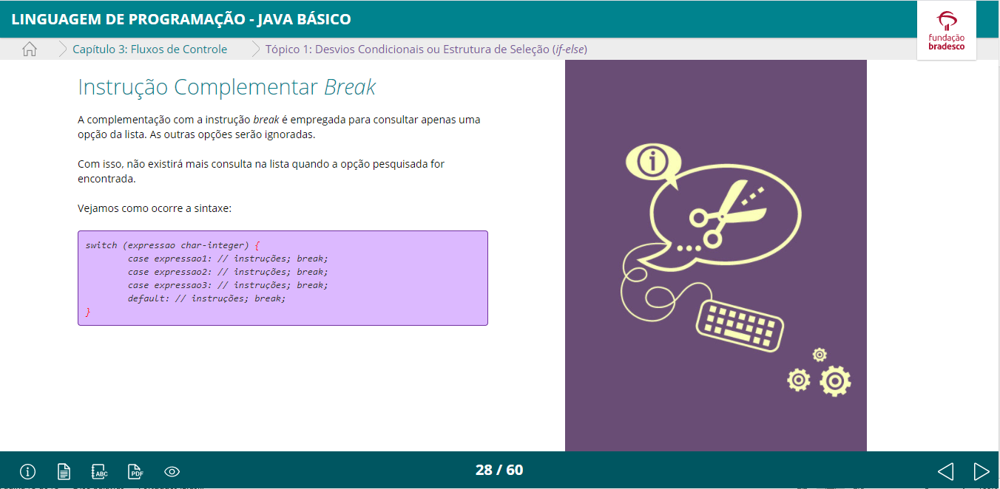 LINGUAGEM DE PROGRAMAÇÃO - JAVA BÁSICO
fundação
bradesco
Capítulo 3: Fluxos de Controle
Tópico 1: Desvios Condicionais ou Estrutura de Seleção (if-else)
Instrução Complementar Break
A complementação com a instrução break é empregada para consultar apenas uma
opção da lista. As outras opções serão ignoradas.
Com isso, não existirá mais consulta na lista quando a opção pesquisada for
encontrada.
Vejamos como ocorre a sintaxe:
switch (expressao char-integer) {
case expressao1: // instruções; break;
case expressao2: // instruções; break;
case expressao3: // instruções; break;
default: // instruções; break;
}
i
i
ABC
PDF
28 / 60